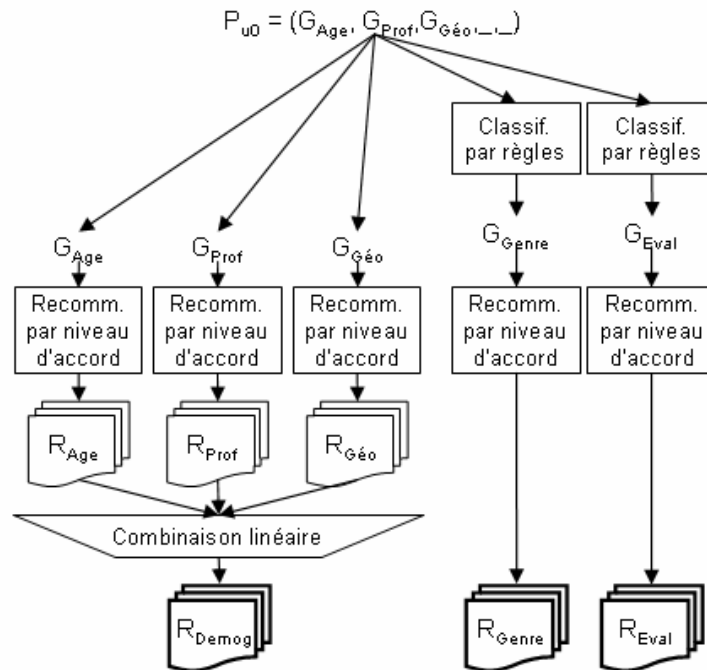 P_u0 = (G_Age, G_Prof,G_Géo,_,_)
Classif.
par règles
Classif.
par règles
G_Age
G_Prof
G_Géo
G_Genre
G_Eval
Recomm.
par niveau
d'accord
Recomm.
par niveau
d'accord
Recomm.
par niveau
d'accord
Recomm.
par niveau
d'accord
Recomm.
par niveau
d'accord
R_Age
R_Prof
R_Géo
Combinaison linéaire
R_Demog
R_Genre
R_Eval